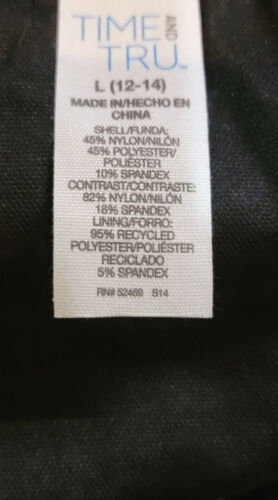 TIME AND
TRU™
L (12-14)
MADE IN/HECHO EN
CHINA
SHELL/FUNDA:
45% NYLON/NILÓN
45% POLYESTER/
POLIÉSTER
10% SPANDEX
CONTRAST/CONTRASTE:
82% NYLON/NILÓN
18% SPANDEX
LINING/FORRO:
95% RECYCLED
POLYESTER/POLIÉSTER
RECICLADO
5% SPANDEX
RN# 52469 S14